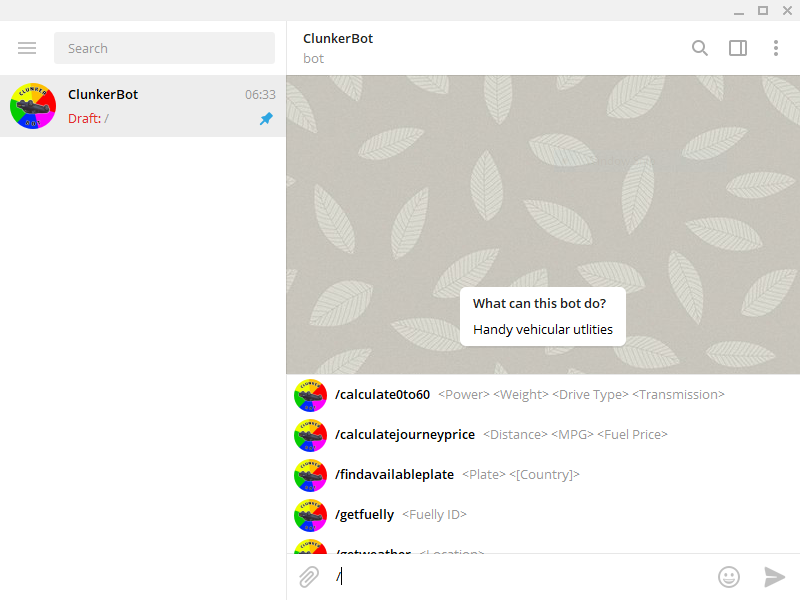 Search
ClunkerBot
06:33
Draft: /
ClunkerBot
bot
What can this bot do?
Handy vehicular utlities
/calculate0to60 <Power> <Weight> <Drive Type> <Transmission>
/calculatejourneyprice <Distance> <MPG> <Fuel Price>
/findavailableplate <Plate> <[Country]>
/getfuelly <Fuelly ID>
/getweather <Location>
/